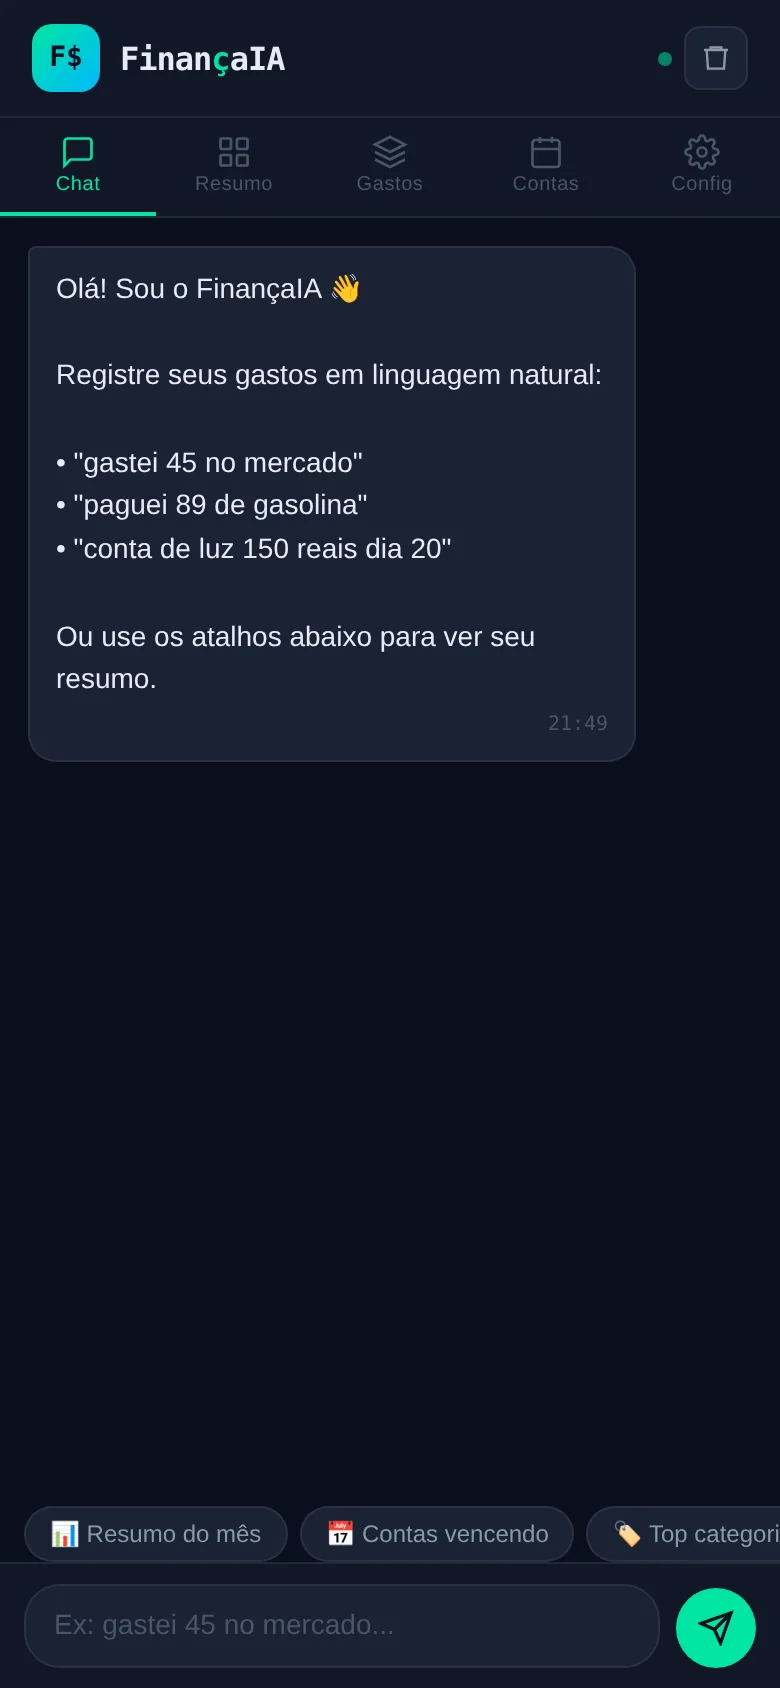 F$ FinançaIA
Chat Resumo Gastos Contas Config
Olá! Sou o FinançaIA 👋
Registre seus gastos em linguagem natural:
• "gastei 45 no mercado"
• "paguei 89 de gasolina"
• "conta de luz 150 reais dia 20"
Ou use os atalhos abaixo para ver seu
resumo.
21:49
📊 Resumo do mês 📅 Contas vencendo 🏷️ Top categori
Ex: gastei 45 no mercado...